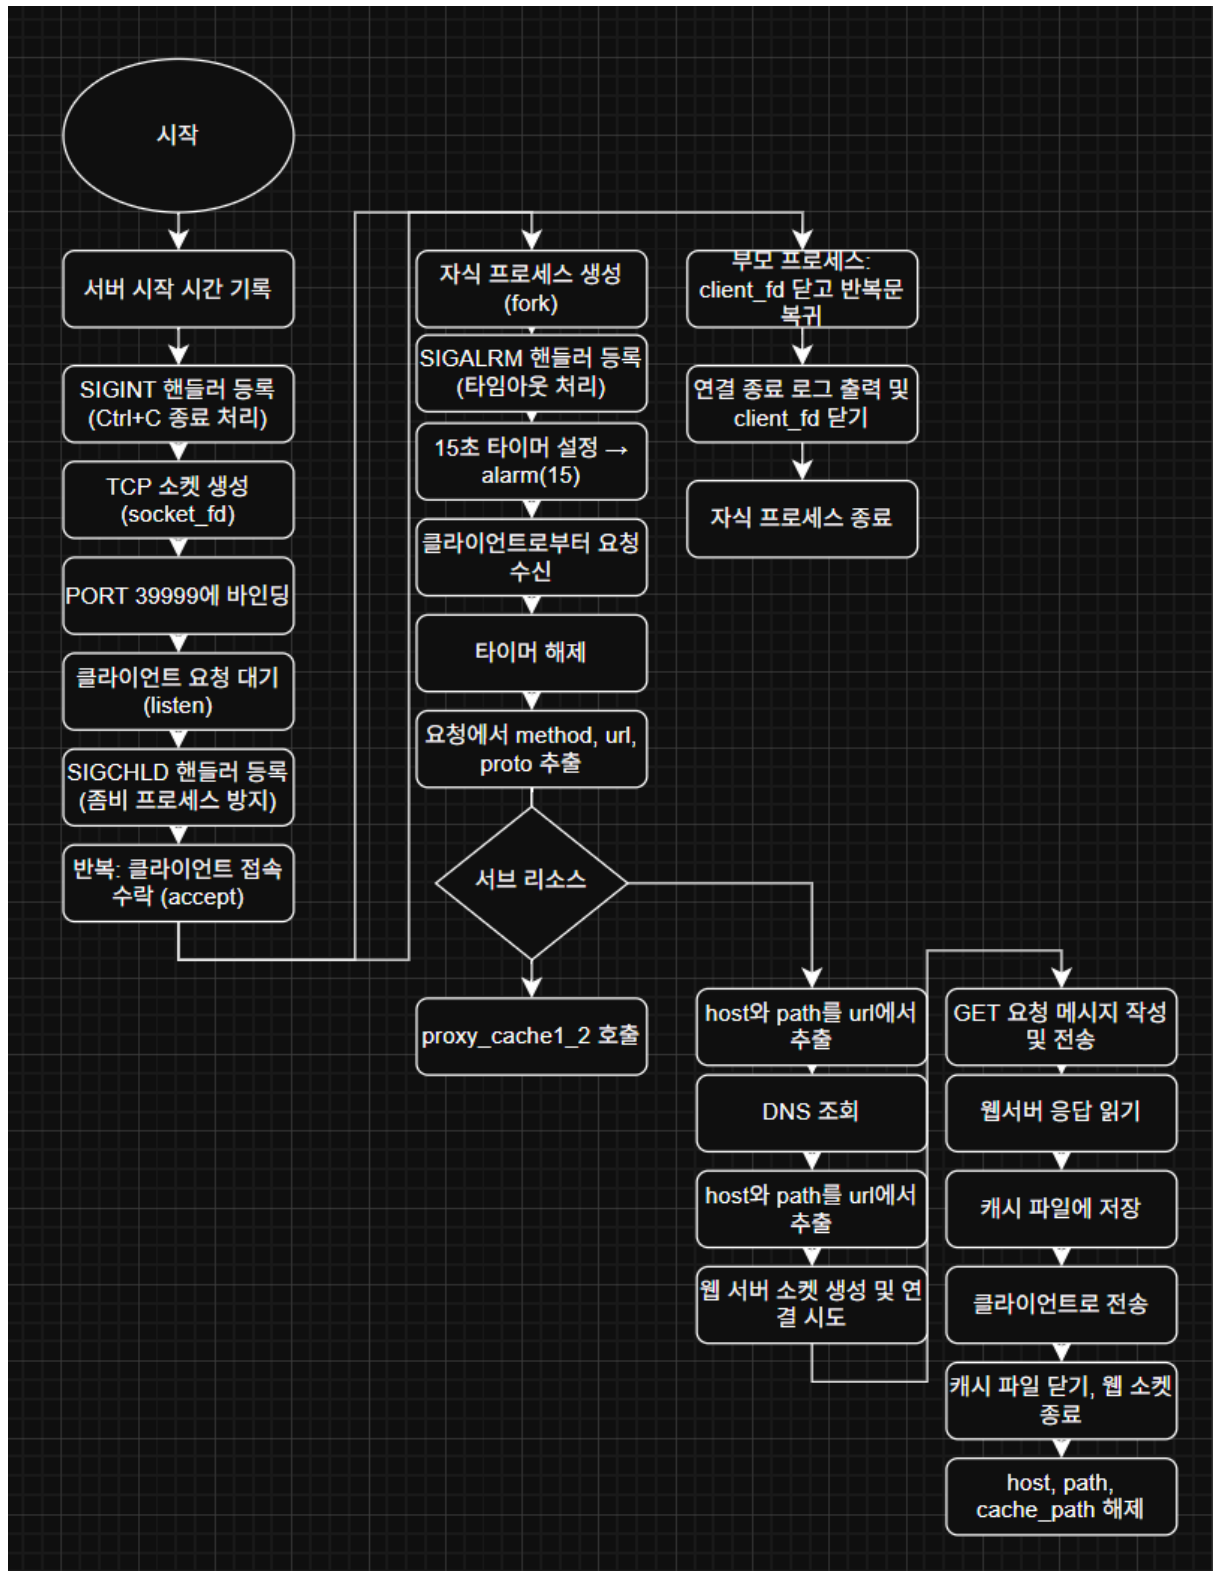 시작
서버 시작 시간 기록
SIGINT 핸들러 등록
(Ctrl+C 종료 처리)
TCP 소켓 생성
(socket_fd)
PORT 39999에 바인딩
클라이언트 요청 대기
(listen)
SIGCHLD 핸들러 등록
(좀비 프로세스 방지)
반복: 클라이언트 접속
수락 (accept)
자식 프로세스 생성
(fork)
SIGALRM 핸들러 등록
(타임아웃 처리)
15초 타이머 설정 →
alarm(15)
클라이언트로부터 요청
수신
타이머 해제
요청에서 method, url,
proto 추출
서브 리소스
proxy_cache1_2 호출
부모 프로세스:
client_fd 닫고 반복문
복귀
연결 종료 로그 출력 및
client_fd 닫기
자식 프로세스 종료
host와 path를 url에서
추출
DNS 조회
host와 path를 url에서
추출
웹 서버 소켓 생성 및 연
결 시도
GET 요청 메시지 작성
및 전송
웹서버 응답 읽기
캐시 파일에 저장
클라이언트로 전송
캐시 파일 닫기, 웹 소켓
종료
host, path,
cache_path 해제